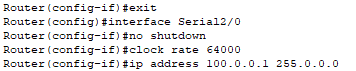 Router(config-if)#exit
Router(config)#interface Serial2/0
Router(config-if)#no shutdown
Router(config-if)#clock rate 64000
Router(config-if)#ip address 100.0.0.1 255.0.0.0